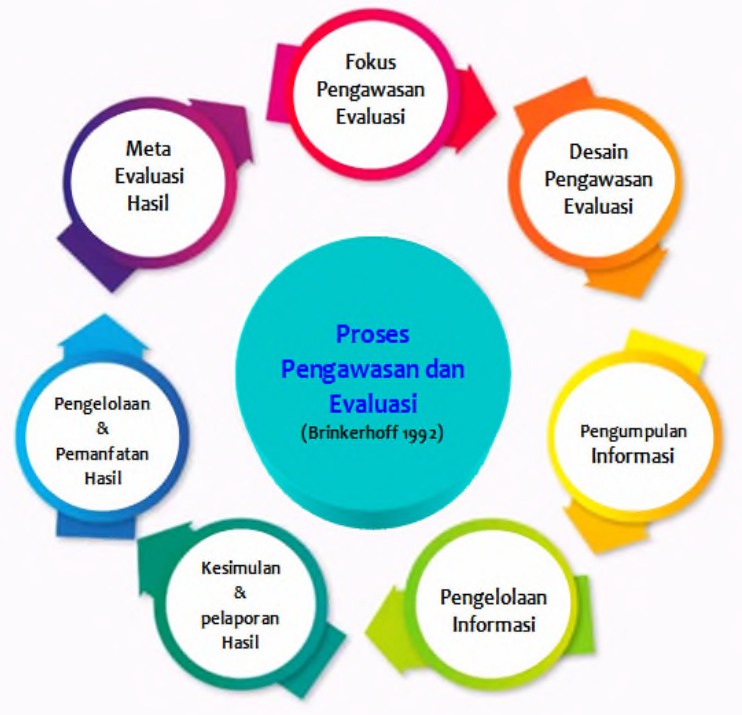 Fokus
Pengawasan
Evaluasi
Desain
Pengawasan
Evaluasi
Pengumpulan
Informasi
Pengelolaan
Informasi
Kesimulan
&
pelaporan
Hasil
Pengelolaan
&
Pemanfatan
Hasil
Meta
Evaluasi
Hasil
Proses
Pengawasan dan
Evaluasi
(Brinkerhoff 1992)